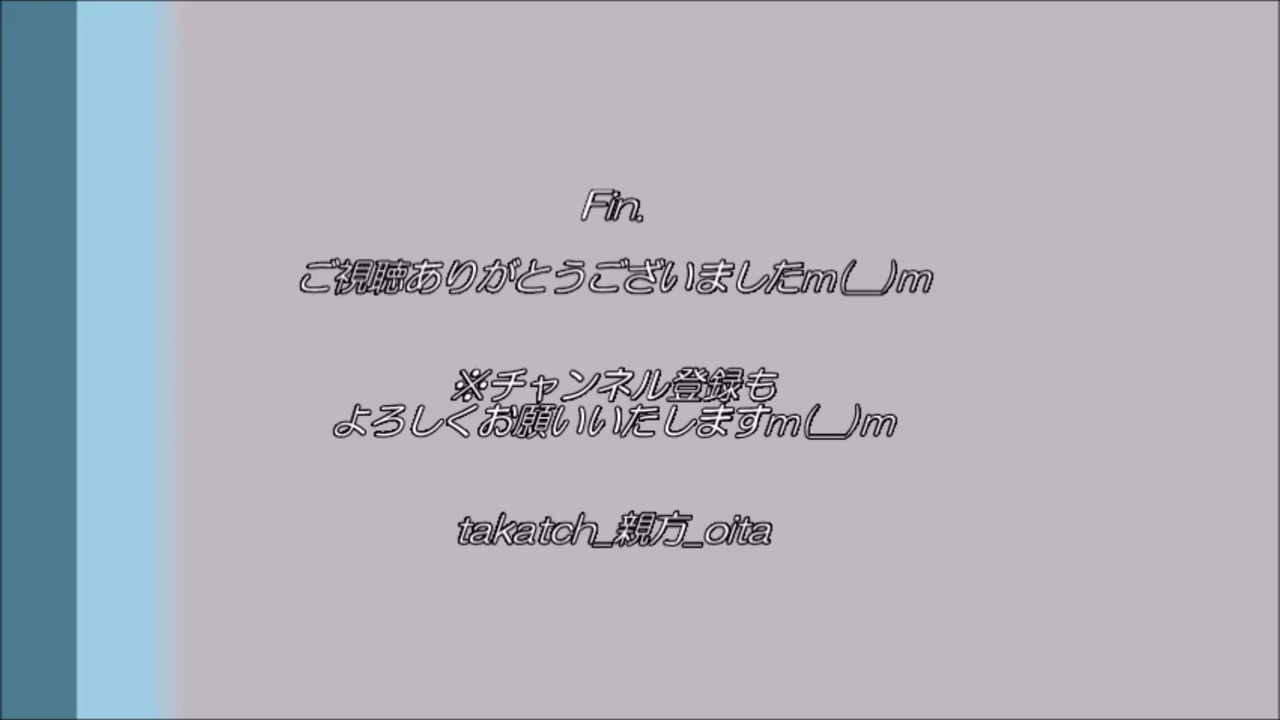 Fin.
ご視聴ありがとうございましたm(__)m
※チャンネル登録も
よろしくお願いいたしますm(__)m
takatch_親方_oita